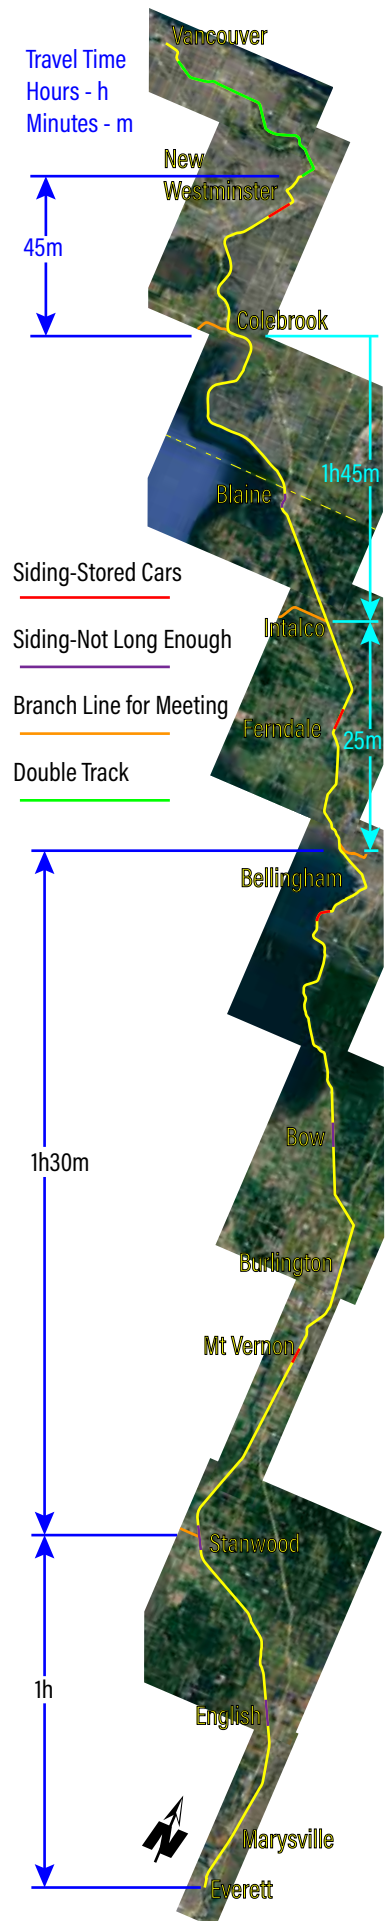 Vancouver
Travel Time
Hours - h
Minutes - m
New
Westminster
45m
Colebrook
1h45m
Blaine
Siding-Stored Cars
Intalco
Siding-Not Long Enough
Branch Line for Meeting
Ferndale
25m
Double Track
Bellingham
Bow
1h30m
Burlington
Mt Vernon
Stanwood
1h
English
N
Marysville
Everett